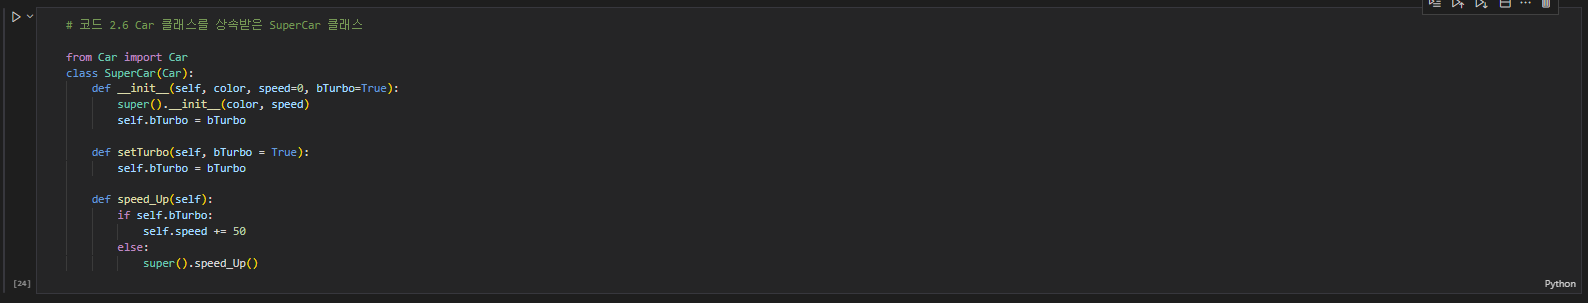 # 코드 2.6 Car 클래스를 상속받은 SuperCar 클래스
from Car import Car
class SuperCar(Car):
def __init__(self, color, speed=0, bTurbo=True):
super().__init__(color, speed)
self.bTurbo = bTurbo
def setTurbo(self, bTurbo = True):
self.bTurbo = bTurbo
def speed_Up(self):
if self.bTurbo:
self.speed += 50
else:
super().speed_Up()
[24]
Python